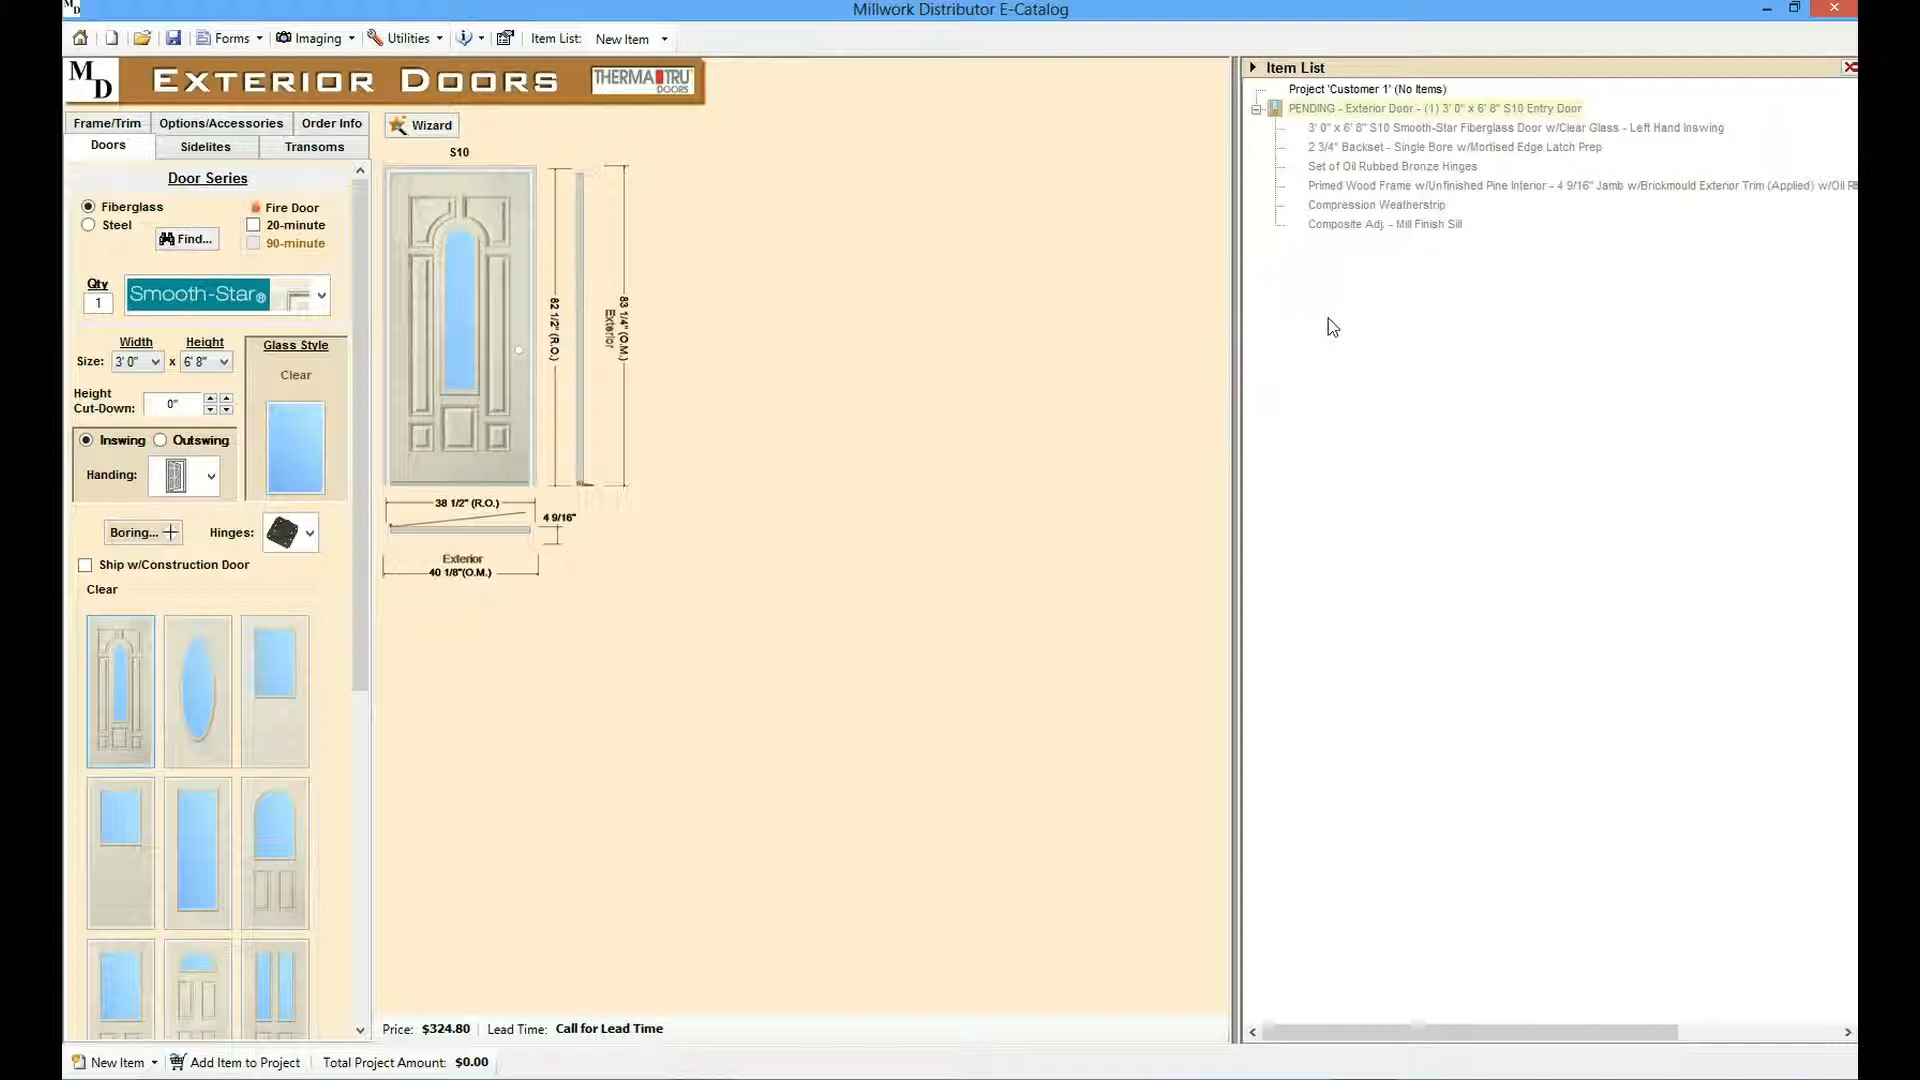 M D
Millwork Distributor E-Catalog
Forms Imaging Utilities Item List: New Item
M D EXTERIOR DOORS THERMA TRU DOORS
Frame/Trim Options/Accessories Order Info
Doors Sidelites Transoms
Wizard
Door Series
Fiberglass
Steel
Find...
Fire Door
20-minute
90-minute
Qty
1
Smooth-Star®
Width Height
Size: 3' 0" x 6' 8"
Height
Cut-Down: 0"
Glass Style
Clear
Inswing Outswing
Handing:
Boring... Hinges:
Ship w/Construction Door
Clear
S10
82 1/2" (R.O.)
Exterior
83 1/4" (O.M.)
38 1/2" (R.O.)
4 9/16"
Exterior
40 1/8"(O.M.)
Price: $324.80 Lead Time: Call for Lead Time
New Item Add Item to Project Total Project Amount: $0.00
Item List
Project 'Customer 1' (No Items)
PENDING - Exterior Door - (1) 3' 0" x 6' 8" S10 Entry Door
3' 0" x 6' 8" S10 Smooth-Star Fiberglass Door w/Clear Glass - Left Hand Inswing
2 3/4" Backset - Single Bore w/Mortised Edge Latch Prep
Set of Oil Rubbed Bronze Hinges
Primed Wood Frame w/Unfinished Pine Interior - 4 9/16" Jamb w/Brickmould Exterior Trim (Applied) w/Oil
Compression Weatherstrip
Composite Adj. - Mill Finish Sill